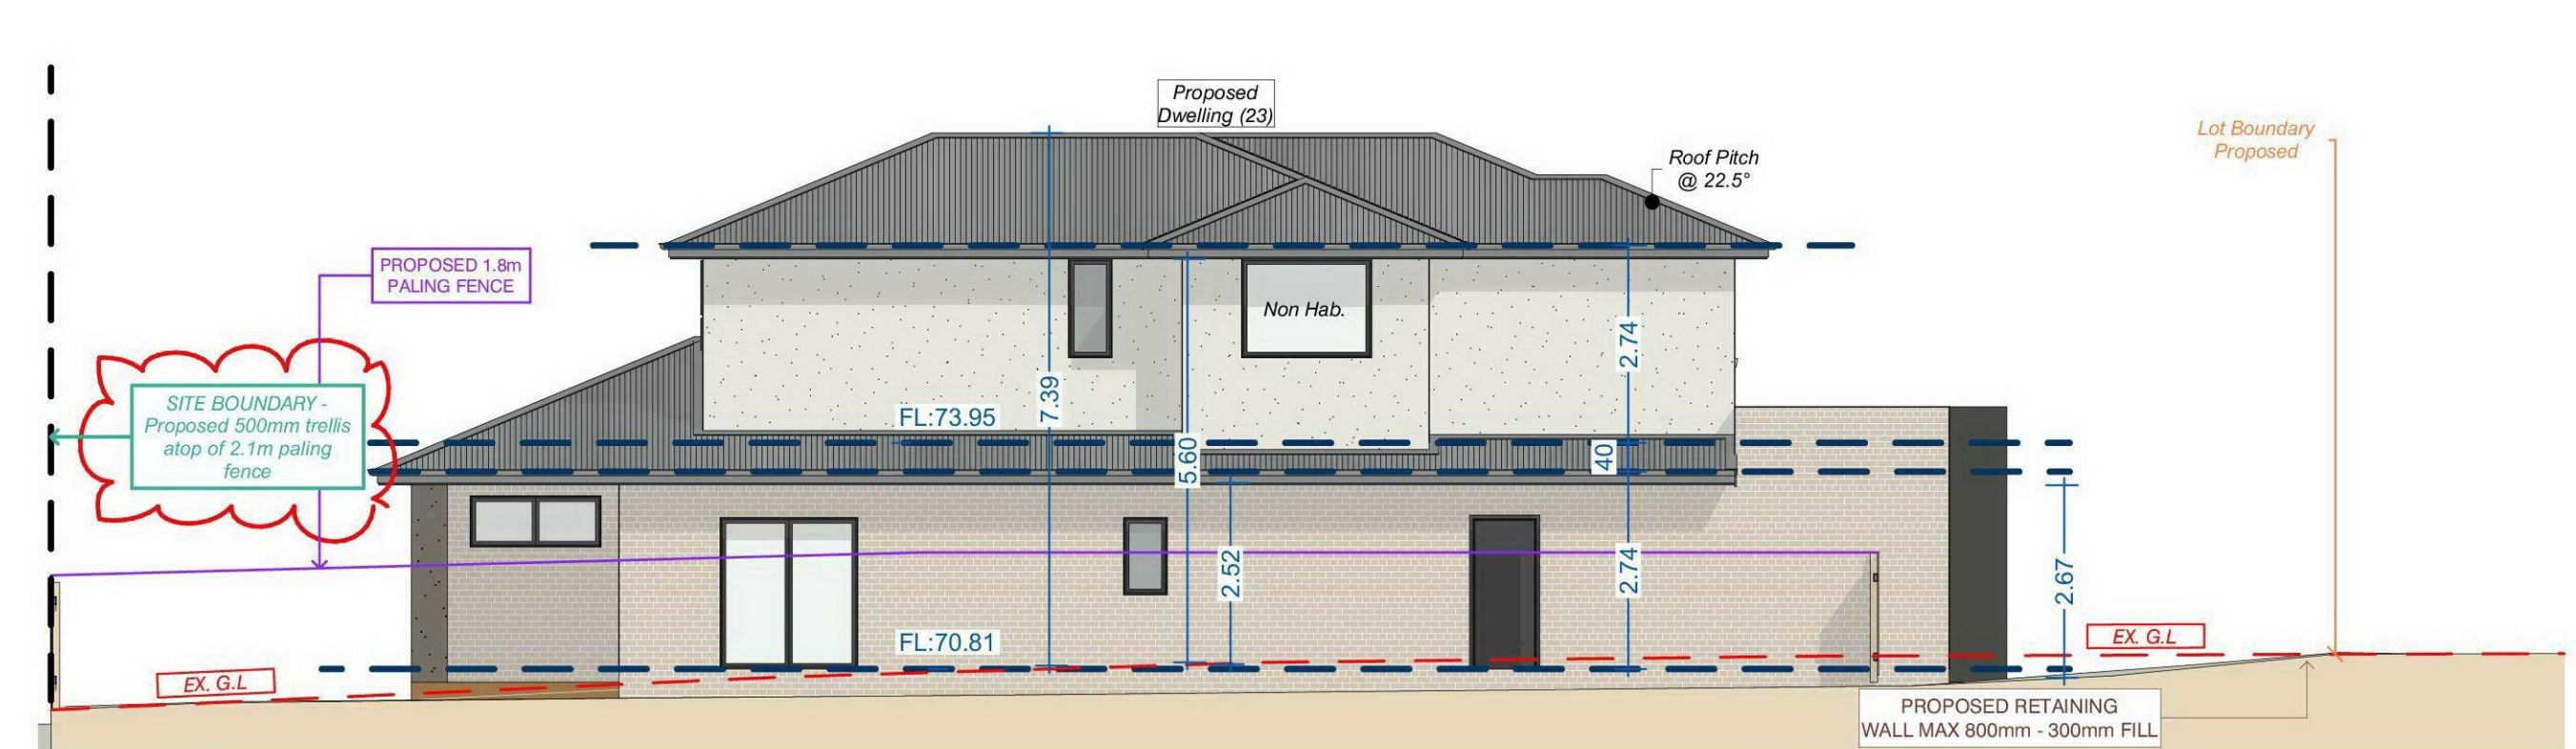 Proposed
Dwelling (23)
Lot Boundary
Proposed
Roof Pitch
@ 22.5°
PROPOSED 1.8m
PALING FENCE
Non Hab.
2.74
7.39
SITE BOUNDARY -
Proposed 500mm trellis
atop of 2.1m paling
fence
FL:73.95
5.60
40
2.52
2.74
2.67
FL:70.81
EX. G.L
EX. G.L
PROPOSED RETAINING
WALL MAX 800mm - 300mm FILL